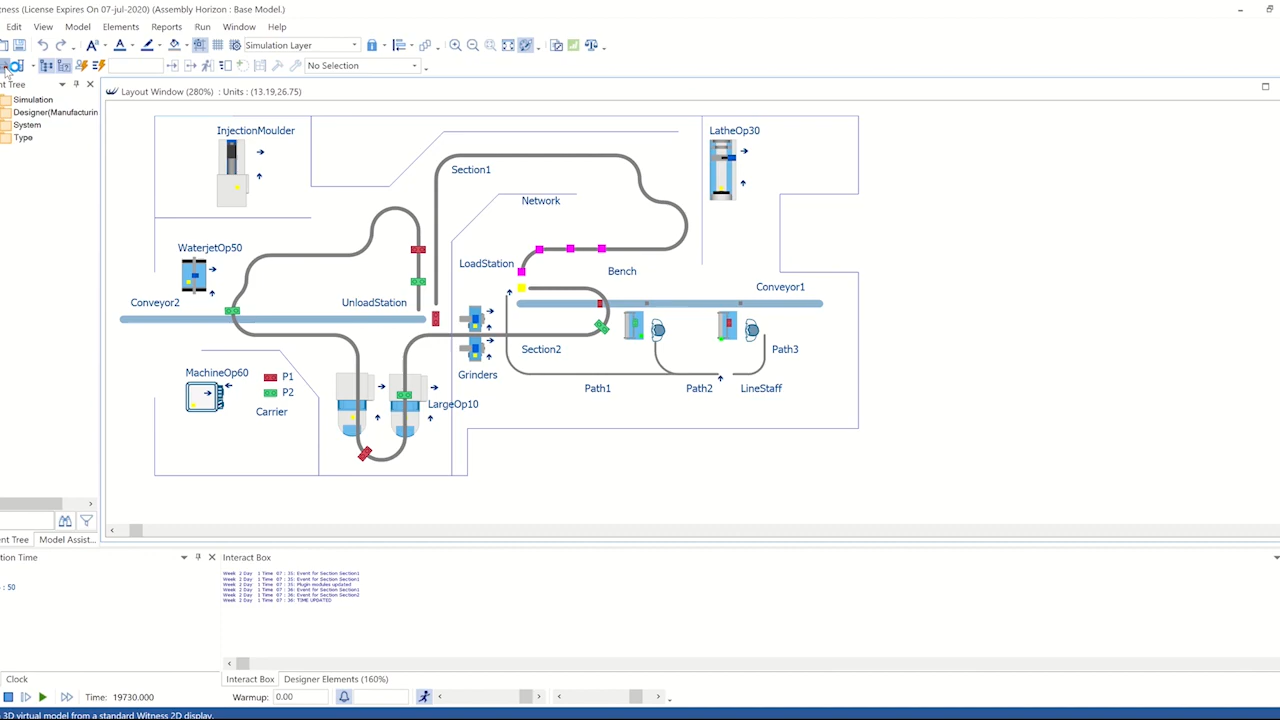 tness (License Expires On 07-jul-2020) (Assembly Horizon : Base Model.)
Edit View Model Elements Reports Run Window Help
Simulation Layer
No Selection
nt Tree
Simulation
Designer(Manufacturin
System
Type
Layout Window (280%) : Units : (13.19,26.75)
InjectionMoulder
LatheOp30
Section1
Network
WaterjetOp50
LoadStation
Bench
Conveyor2
UnloadStation
Conveyor1
Section2
Path3
MachineOp60
Grinders
P1
P2
Path1
Path2
LineStaff
Carrier
LargeOp10
nt Tree
Model Assist...
tion Time
Interact Box
: 50
Week 2 Day 1 Time 07 : 35: Event for Section Section1
Week 2 Day 1 Time 07 : 35: Event for Section Section1
Week 2 Day 1 Time 07 : 35: Plugin modules updated
Week 2 Day 1 Time 07 : 36: Event for Section Section1
Week 2 Day 1 Time 07 : 36: Event for Section Section2
Week 2 Day 1 Time 07 : 36: TIME UPDATED
Clock
Interact Box
Designer Elements (160%)
Time: 19730.000
Warmup: 0.00
3D virtual model from a standard Witness 2D display.